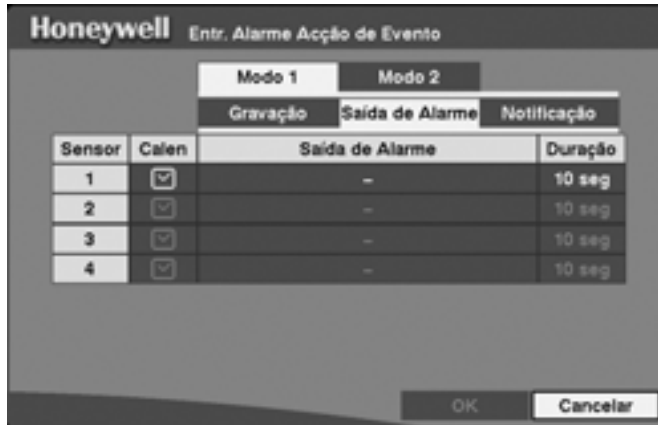 Honeywell Entr. Alarme Acção de Evento
Modo 1 Modo 2
Gravação Saída de Alarme Notificação
Sensor Calen Saída de Alarme Duração
1 – 10 seg
2 – 10 seg
3 – 10 seg
4 – 10 seg
OK Cancelar